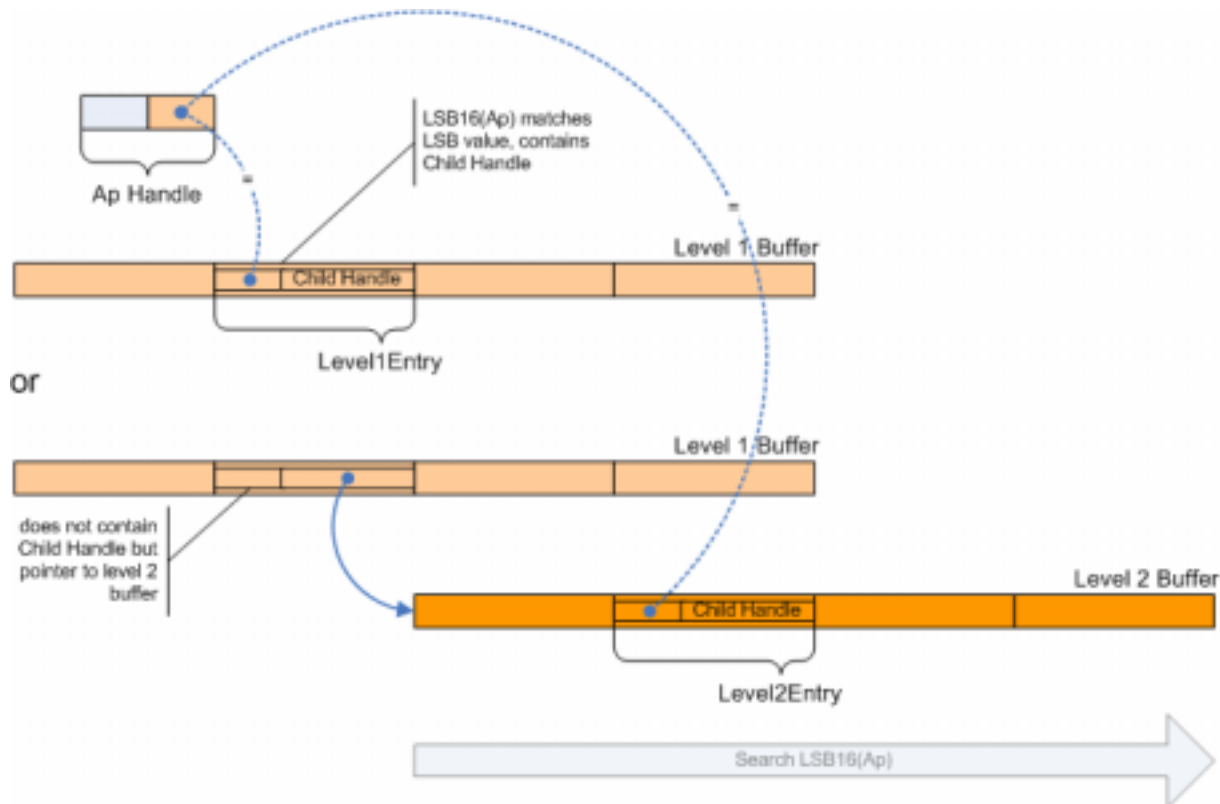 LSB16(Ap) matches
LSB value, contains
Child Handle
=
Ap Handle
=
Level 1 Buffer
Child Handle
Level1Entry
or
Level 1 Buffer
does not contain
Child Handle but
pointer to level 2
buffer
Level 2 Buffer
Child Handle
Level2Entry
Search LSB16(Ap)